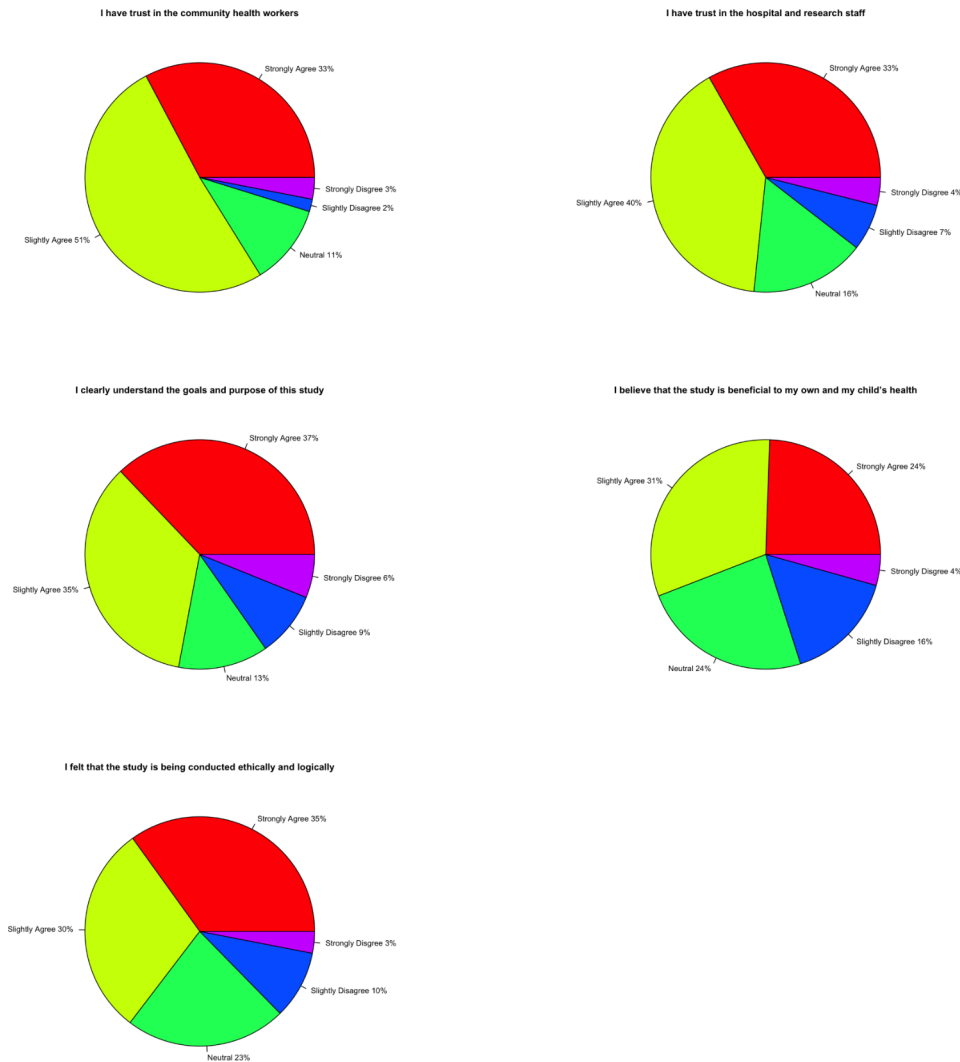 I have trust in the community health workers
Strongly Agree 33%
Slightly Agree 51%
Neutral 11%
Slightly Disagree 2%
Strongly Disgree 3%
I have trust in the hospital and research staff
Strongly Agree 33%
Slightly Agree 40%
Neutral 16%
Slightly Disagree 7%
Strongly Disgree 4%
I clearly understand the goals and purpose of this study
Strongly Agree 37%
Slightly Agree 35%
Neutral 13%
Slightly Disagree 9%
Strongly Disgree 6%
I believe that the study is beneficial to my own and my child's health
Strongly Agree 24%
Slightly Agree 31%
Neutral 24%
Slightly Disagree 16%
Strongly Disgree 4%
I felt that the study is being conducted ethically and logically
Strongly Agree 35%
Slightly Agree 30%
Neutral 23%
Slightly Disagree 10%
Strongly Disgree 3%